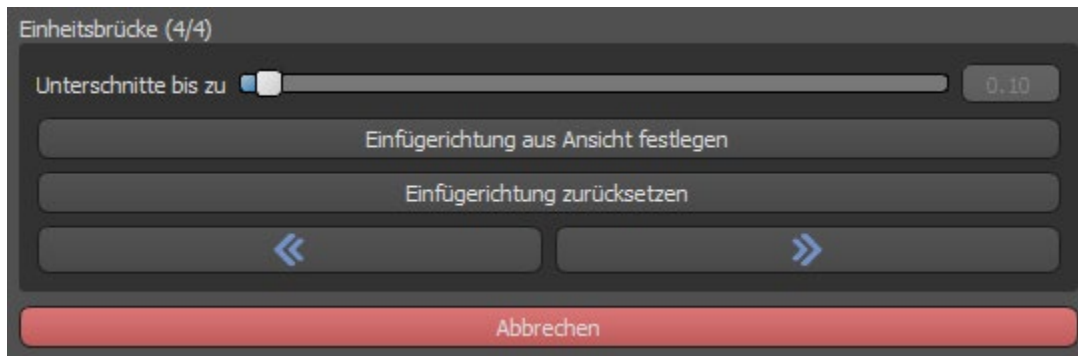 Einheitsbrücke (4/4)
Unterschnitte bis zu 0.10
Einfügerichtung aus Ansicht festlegen
Einfügerichtung zurücksetzen
Abbrechen